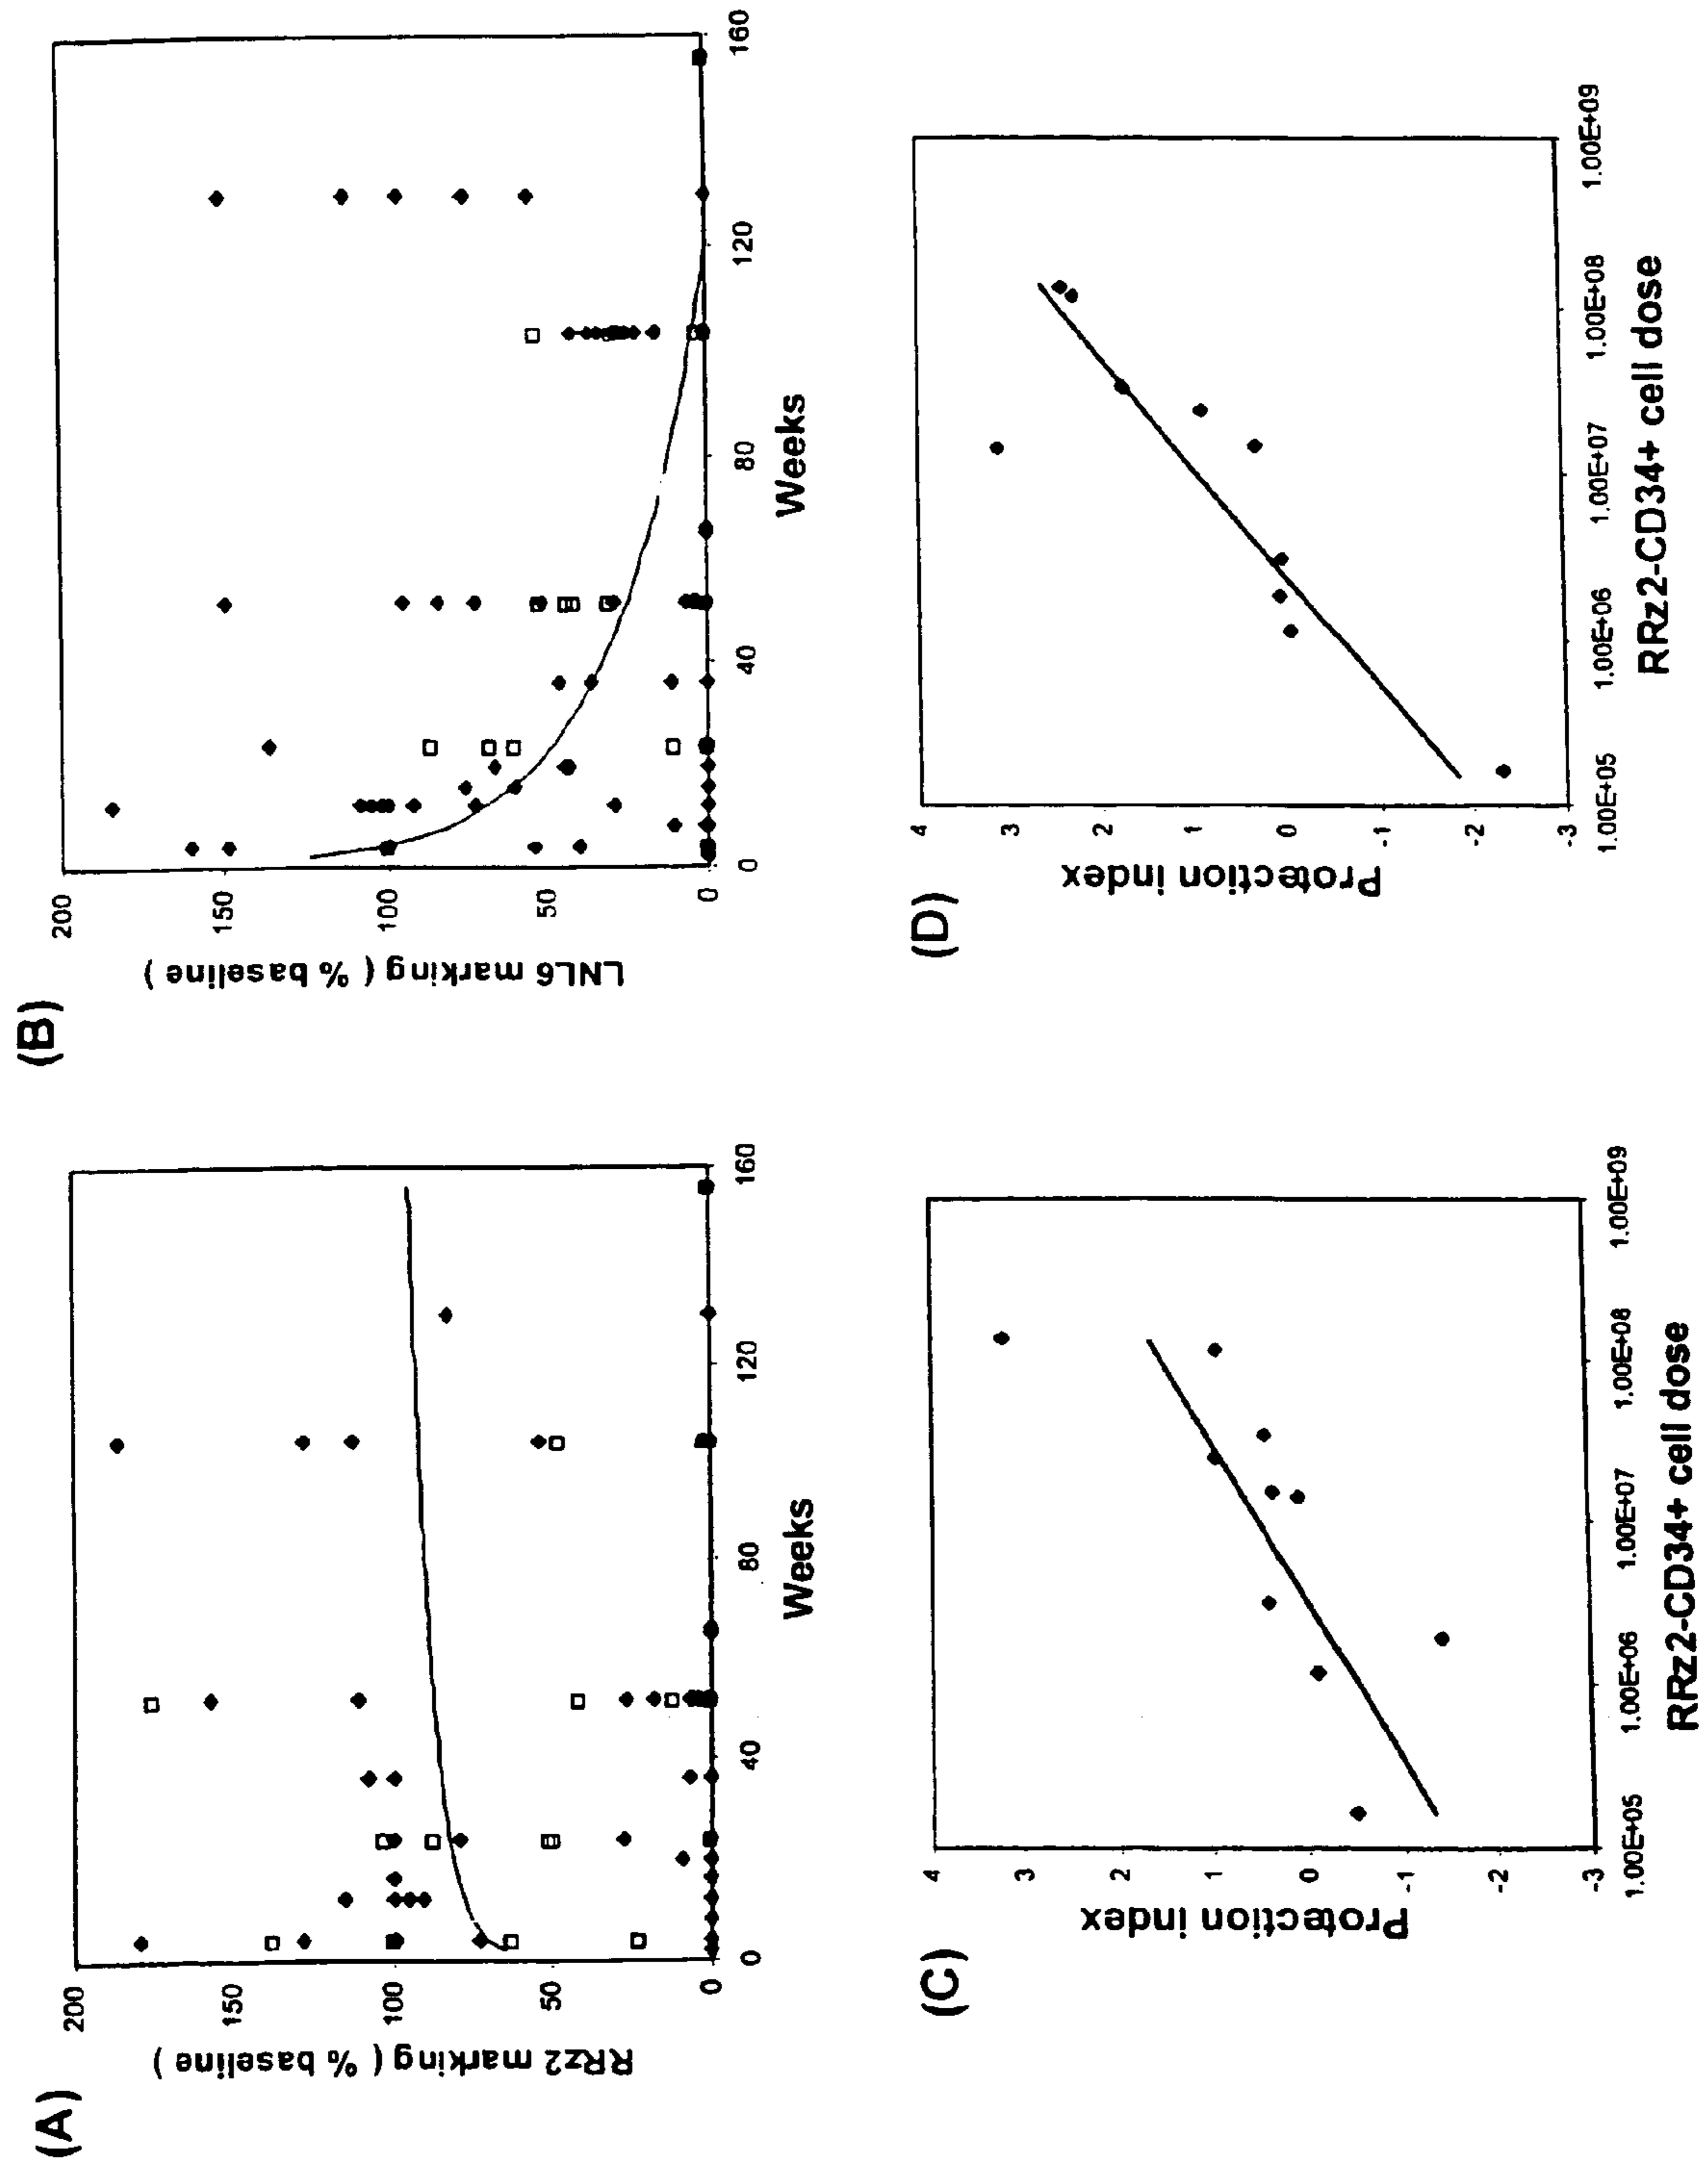 (A)
RRz2 marking ( % baseline )
200
150
100
50
0
0
40
80
120
160
Weeks
(B)
LNL6 marking ( % baseline )
200
150
100
50
0
0
40
80
120
160
Weeks
(C)
Protection index
4
3
2
1
0
-1
-2
-3
1.00E+05
1.00E+06
1.00E+07
1.00E+08
1.00E+09
RRz2-CD34+ cell dose
(D)
Protection index
4
3
2
1
0
-1
-2
-3
1.00E+05
1.00E+06
1.00E+07
1.00E+08
1.00E+09
RRz2-CD34+ cell dose